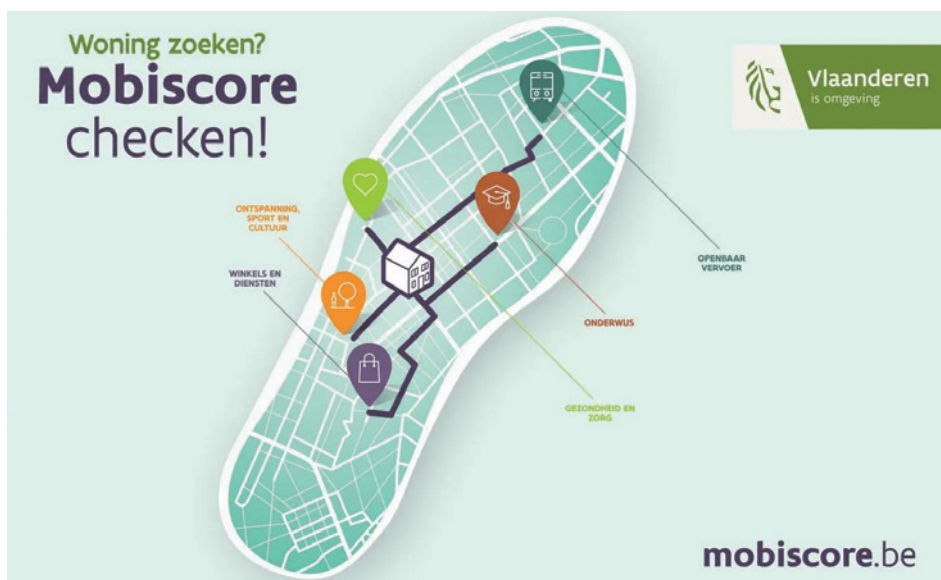 Woning zoeken?
Mobiscore
checken!
Vlaanderen
is omgeving
ONTSPANNING,
SPORT EN
CULTUUR
WINKELS EN
DIENSTEN
OPENBAAR
VERVOER
ONDERWIJS
GEZONDHEID EN
ZORG
mobiscore.be